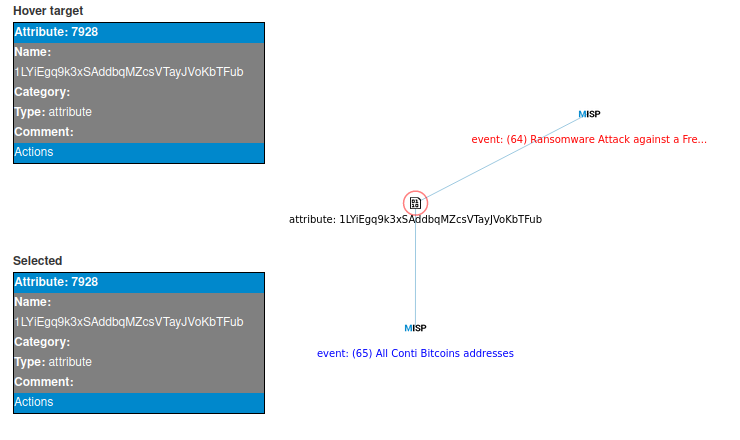 Hover target
Attribute: 7928
Name:
1LYiEgq9k3xSAddbqMZcsVTayJVoKbTFub
Category:
Type: attribute
Comment:
Actions
MISP
event: (64) Ransomware Attack against a Fre...
attribute: 1LYiEgq9k3xSAddbqMZcsVTayJVoKbTFub
Selected
Attribute: 7928
Name:
1LYiEgq9k3xSAddbqMZcsVTayJVoKbTFub
Category:
Type: attribute
Comment:
Actions
MISP
event: (65) All Conti Bitcoins addresses